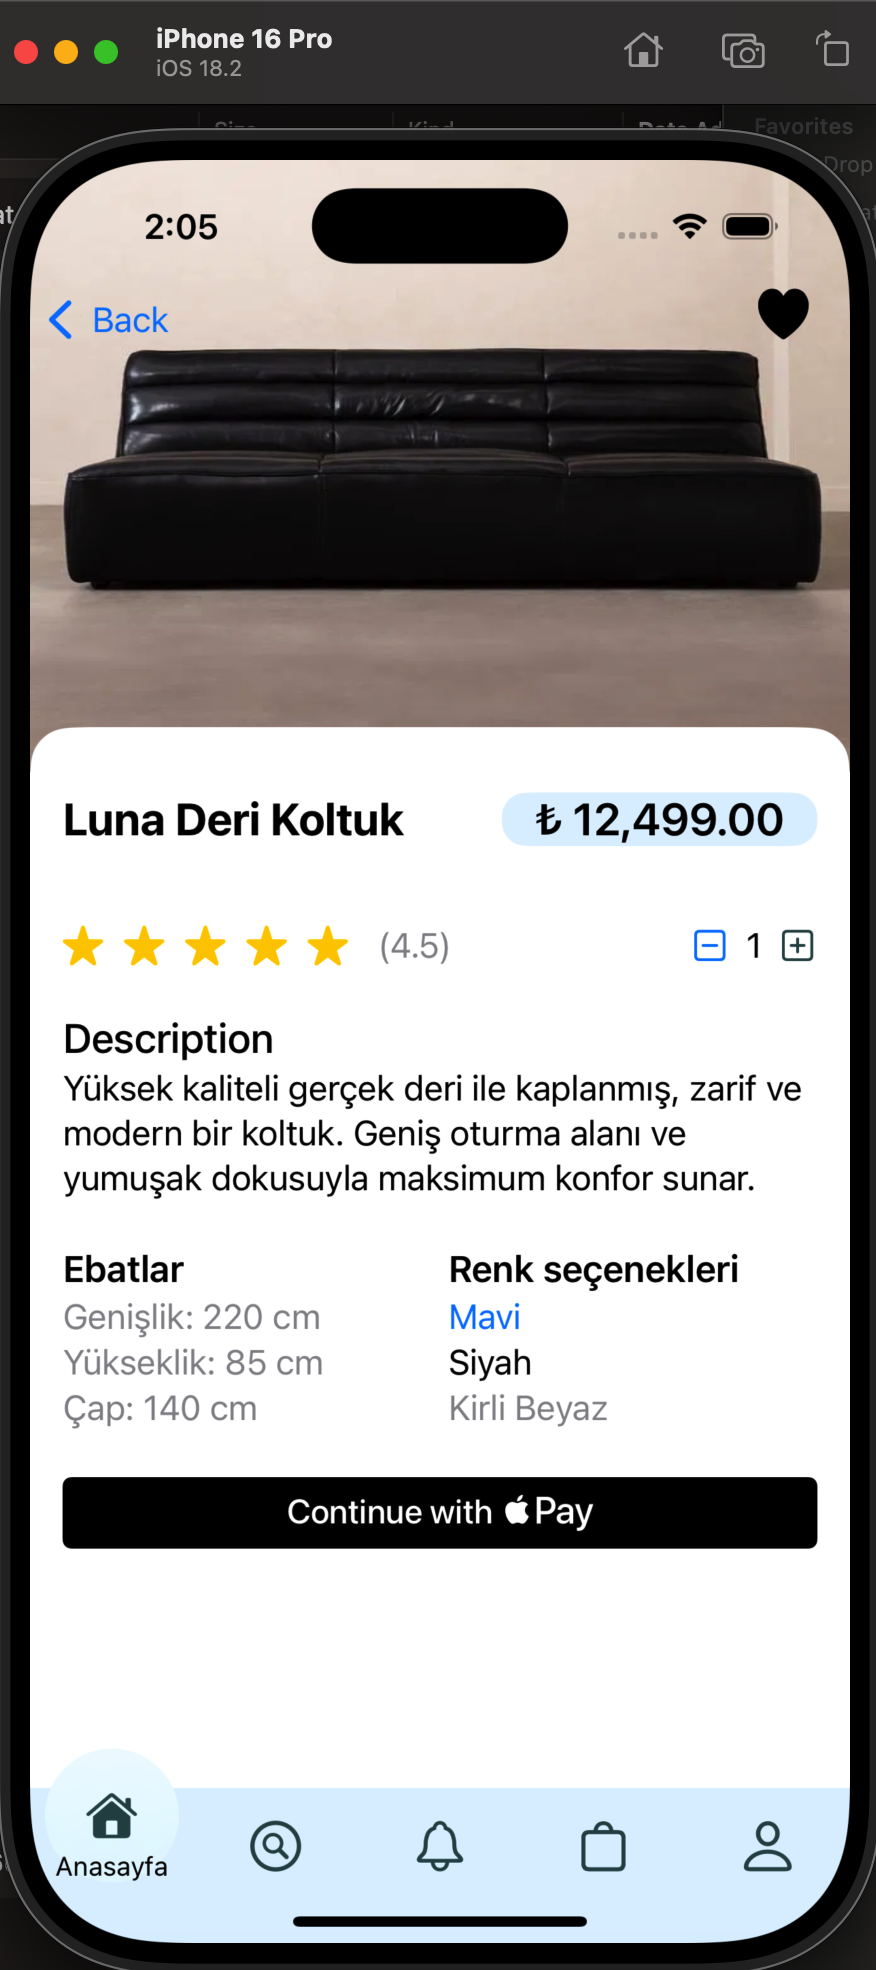 iPhone 16 Pro
iOS 18.2
Favorites
Drop
2:05
Back
Luna Deri Koltuk
₺ 12,499.00
(4.5)
1
Description
Yüksek kaliteli gerçek deri ile kaplanmış, zarif ve
modern bir koltuk. Geniş oturma alanı ve
yumuşak dokusuyla maksimum konfor sunar.
Ebatlar
Renk seçenekleri
Genişlik: 220 cm
Mavi
Yükseklik: 85 cm
Siyah
Çap: 140 cm
Kirli Beyaz
Continue with Pay
Anasayfa